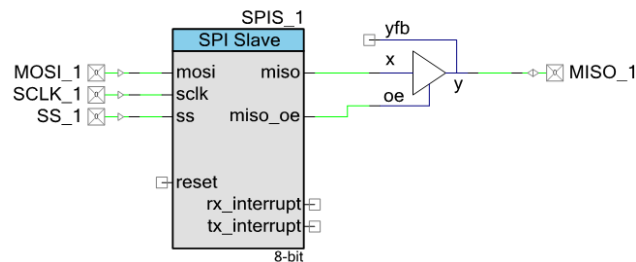 SPIS_1
SPI Slave
yfb
MOSI_1 mosi miso x MISO_1
SCLK_1 sclk y
oe
SS_1 ss miso_oe
reset
rx_interrupt
tx_interrupt
8-bit